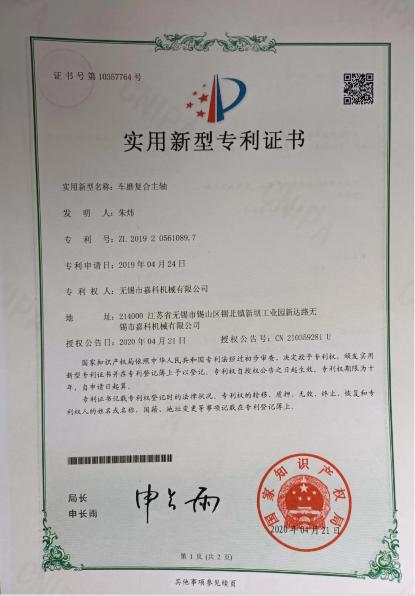 证书号第10357764号
实用新型专利证书
实用新型名称：车磨复合主轴
发明人：朱炜
专利号：ZL 2019 2 0561089.7
专利申请日：2019年04月24日
专利权人：无锡市嘉科机械有限公司
地址：214000 江苏省无锡市锡山区锡北镇新坝工业园新达路无
锡市嘉科机械有限公司
授权公告日：2020年04月21日 授权公告号：CN 210359281 U
国家知识产权局依照中华人民共和国专利法经过初步审查，决定授予专利权，颁发实用
新型专利证书并在专利登记簿上予以登记。专利权自授权公告之日起生效。专利权期限为十
年，自申请日起算。
专利证书记载专利权登记时的法律状况。专利权的转移、质押、无效、终止、恢复和专
利权人的姓名或名称、国籍、地址变更等事项记载在专利登记簿上。
局长
申长雨
申长雨
国家知识产权局
2020年04月21日
第1页(共2页)
其他事项参见续页